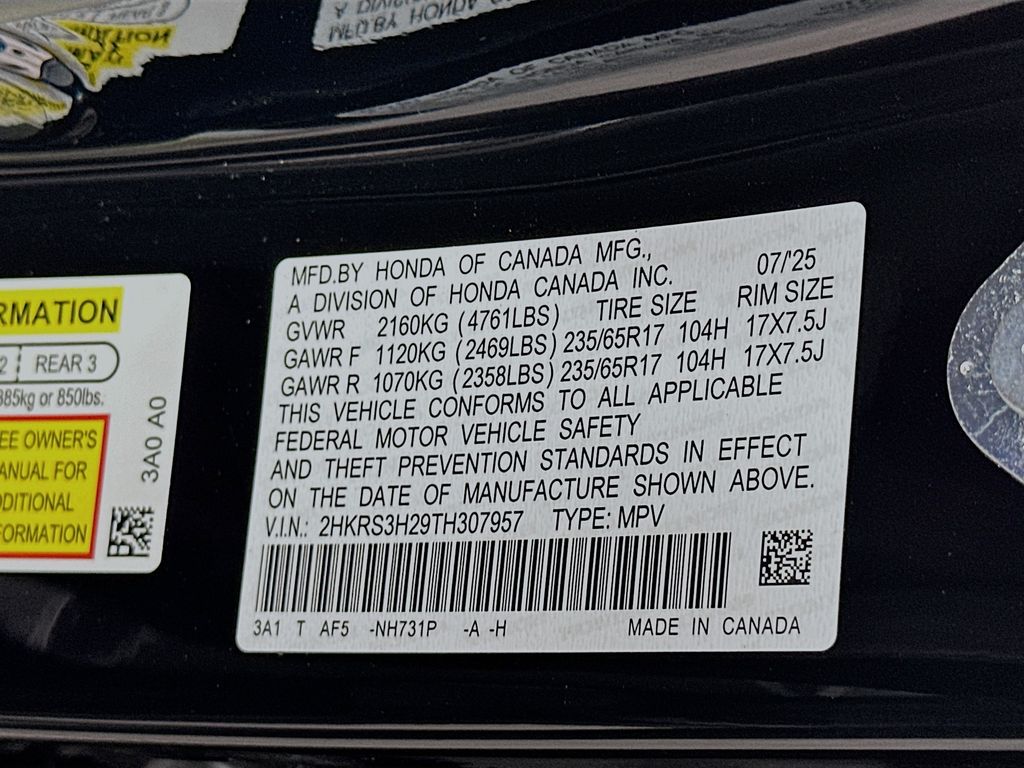 MFD.BY HONDA OF CANADA MFG.,
A DIVISION OF HONDA CANADA INC. 07/'25
GVWR 2160KG (4761LBS) TIRE SIZE RIM SIZE
GAWR F 1120KG (2469LBS) 235/65R17 104H 17X7.5J
GAWR R 1070KG (2358LBS) 235/65R17 104H 17X7.5J
THIS VEHICLE CONFORMS TO ALL APPLICABLE
FEDERAL MOTOR VEHICLE SAFETY
AND THEFT PREVENTION STANDARDS IN EFFECT
ON THE DATE OF MANUFACTURE SHOWN ABOVE.
V.I.N.: 2HKRS3H29TH307957 TYPE: MPV
3A1 T AF5 -NH731P -A -H MADE IN CANADA
RMATION
2 REAR 3
385kg or 850lbs.
EE OWNER'S
ANUAL FOR
DITIONAL
FORMATION
3A0 A0